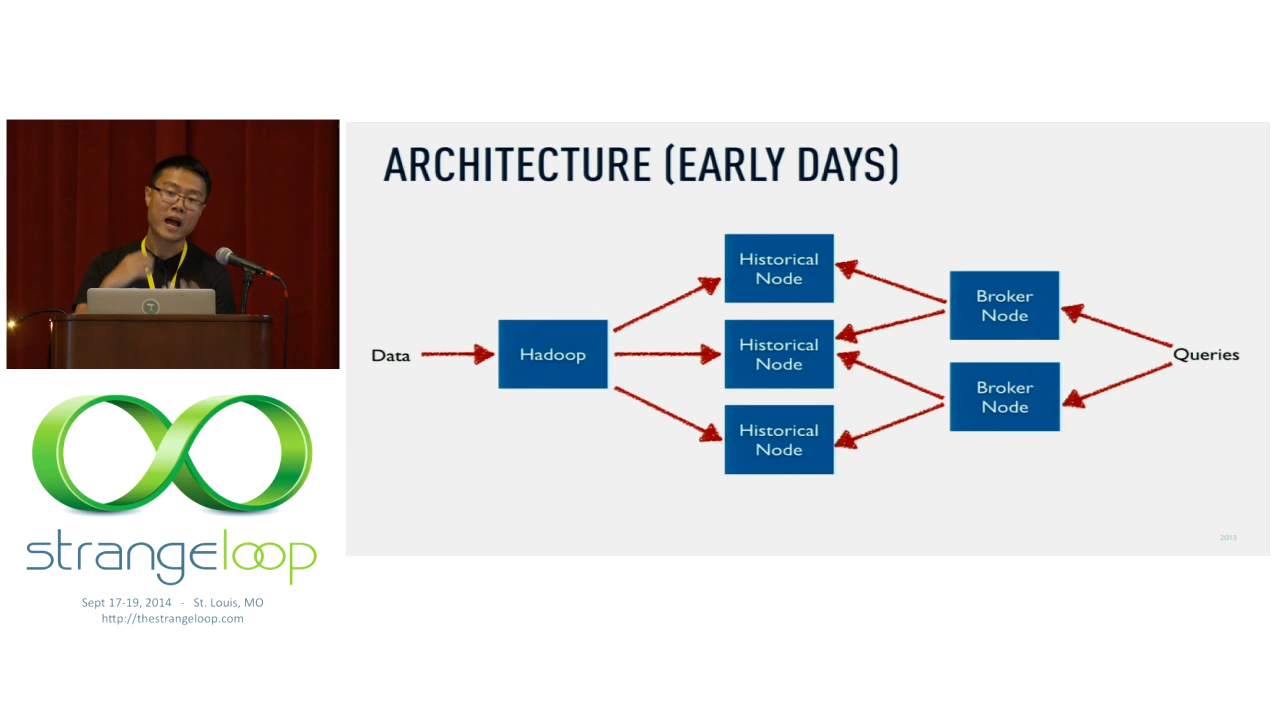 ARCHITECTURE (EARLY DAYS)
Data
Hadoop
Historical
Node
Historical
Node
Historical
Node
Broker
Node
Broker
Node
Queries
2013
strangeloop
Sept 17-19, 2014 - St. Louis, MO
http://thestrangeloop.com